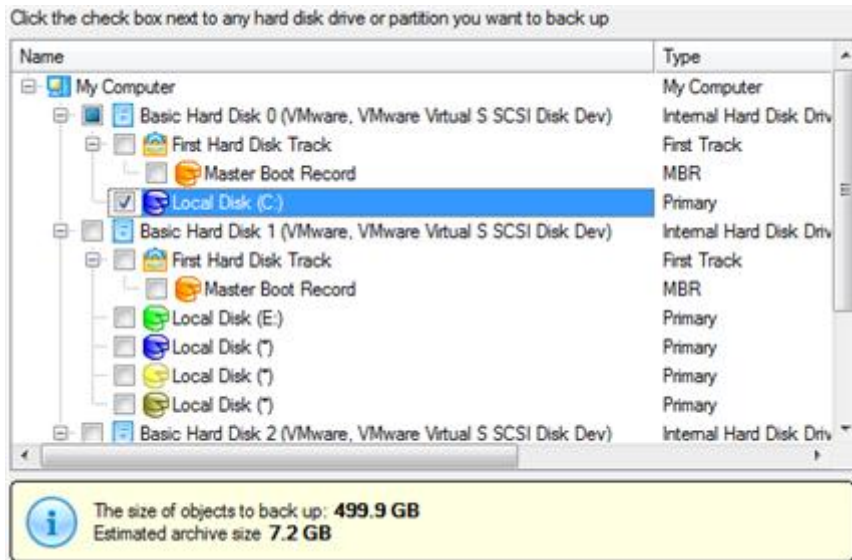 Click the check box next to any hard disk drive or partition you want to back up
Name Type
My Computer My Computer
Basic Hard Disk 0 (VMware, VMware Virtual S SCSI Disk Dev) Internal Hard Disk Driv
First Hard Disk Track First Track
Master Boot Record MBR
Local Disk (C:) Primary
Basic Hard Disk 1 (VMware, VMware Virtual S SCSI Disk Dev) Internal Hard Disk Driv
First Hard Disk Track First Track
Master Boot Record MBR
Local Disk (E:) Primary
Local Disk (*) Primary
Local Disk (*) Primary
Local Disk (*) Primary
Basic Hard Disk 2 (VMware, VMware Virtual S SCSI Disk Dev) Internal Hard Disk Driv
The size of objects to back up: 499.9 GB
Estimated archive size 7.2 GB